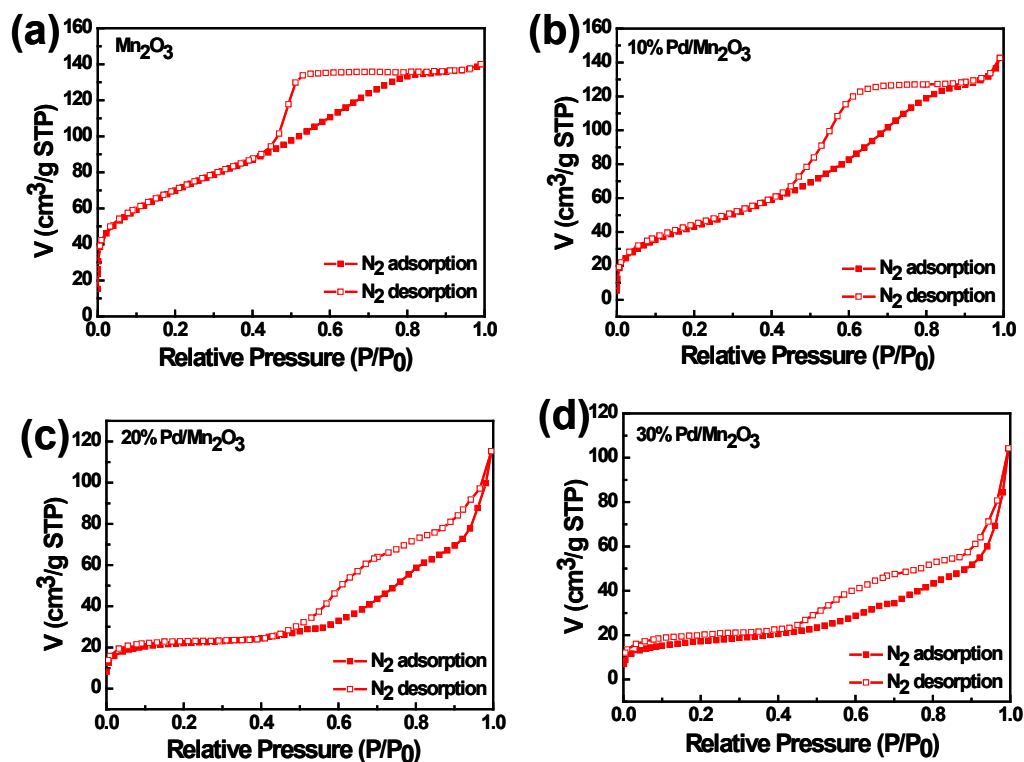 (a)
Mn2O3
160
140
120
100
80
60
40
20
0
V (cm3/g STP)
N2 adsorption
N2 desorption
0.0 0.2 0.4 0.6 0.8 1.0
Relative Pressure (P/P0)
(b)
10% Pd/Mn2O3
160
140
120
100
80
60
40
20
0
V (cm3/g STP)
N2 adsorption
N2 desorption
0.0 0.2 0.4 0.6 0.8 1.0
Relative Pressure (P/P0)
(c)
20% Pd/Mn2O3
120
100
80
60
40
20
0
V (cm3/g STP)
N2 adsorption
N2 desorption
0.0 0.2 0.4 0.6 0.8 1.0
Relative Pressure (P/P0)
(d)
30% Pd/Mn2O3
120
100
80
60
40
20
0
V (cm3/g STP)
N2 adsorption
N2 desorption
0.0 0.2 0.4 0.6 0.8 1.0
Relative Pressure (P/P0)